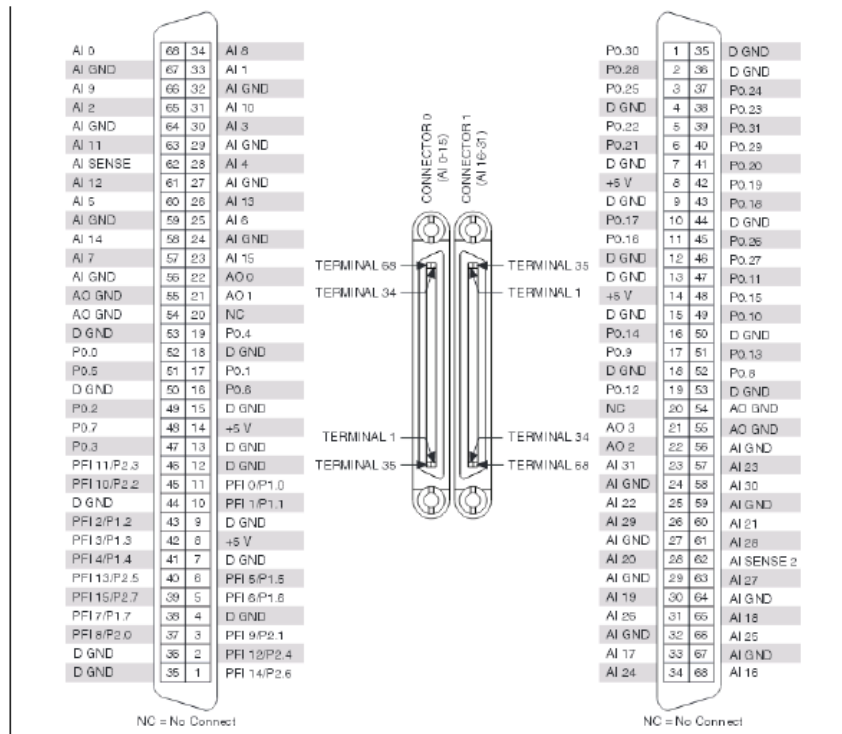 AI 0 68 34 AI 8
AI GND 67 33 AI 1
AI 9 66 32 AI GND
AI 2 65 31 AI 10
AI GND 64 30 AI 3
AI 11 63 29 AI GND
AI SENSE 62 28 AI 4
AI 12 61 27 AI GND
AI 5 60 26 AI 13
AI GND 59 25 AI 6
AI 14 58 24 AI GND
AI 7 57 23 AI 15
AI GND 56 22 AO 0
AO GND 55 21 AO 1
AO GND 54 20 NC
D GND 53 19 P0.4
P0.0 52 18 D GND
P0.5 51 17 P0.1
D GND 50 16 P0.6
P0.2 49 15 D GND
P0.7 48 14 +5 V
P0.3 47 13 D GND
PFI 11/P2.3 46 12 D GND
PFI 10/P2.2 45 11 PFI 0/P1.0
D GND 44 10 PFI 1/P1.1
PFI 2/P1.2 43 9 D GND
PFI 3/P1.3 42 8 +5 V
PFI 4/P1.4 41 7 D GND
PFI 13/P2.5 40 6 PFI 5/P1.5
PFI 15/P2.7 39 5 PFI 6/P1.6
PFI 7/P1.7 38 4 D GND
PFI 8/P2.0 37 3 PFI 9/P2.1
D GND 36 2 PFI 12/P2.4
D GND 35 1 PFI 14/P2.6
NC = No Connect
CONNECTOR 0
(AI 0-15)
CONNECTOR 1
(AI 16-31)
TERMINAL 68
TERMINAL 34
TERMINAL 35
TERMINAL 1
TERMINAL 1
TERMINAL 35
TERMINAL 34
TERMINAL 68
P0.30 1 35 D GND
P0.28 2 36 D GND
P0.25 3 37 P0.24
D GND 4 38 P0.23
P0.22 5 39 P0.31
P0.21 6 40 P0.29
D GND 7 41 P0.20
+5 V 8 42 P0.19
D GND 9 43 P0.18
P0.17 10 44 D GND
P0.16 11 45 P0.26
D GND 12 46 P0.27
D GND 13 47 P0.11
+5 V 14 48 P0.15
D GND 15 49 P0.10
P0.14 16 50 D GND
P0.9 17 51 P0.13
D GND 18 52 P0.8
P0.12 19 53 D GND
NC 20 54 AO GND
AO 3 21 55 AO GND
AO 2 22 56 AI GND
AI 31 23 57 AI 23
AI GND 24 58 AI 30
AI 22 25 59 AI GND
AI 29 26 60 AI 21
AI GND 27 61 AI 28
AI 20 28 62 AI SENSE 2
AI GND 29 63 AI 27
AI 19 30 64 AI GND
AI 26 31 65 AI 18
AI GND 32 66 AI 25
AI 17 33 67 AI GND
AI 24 34 68 AI 16
NC = No Connect